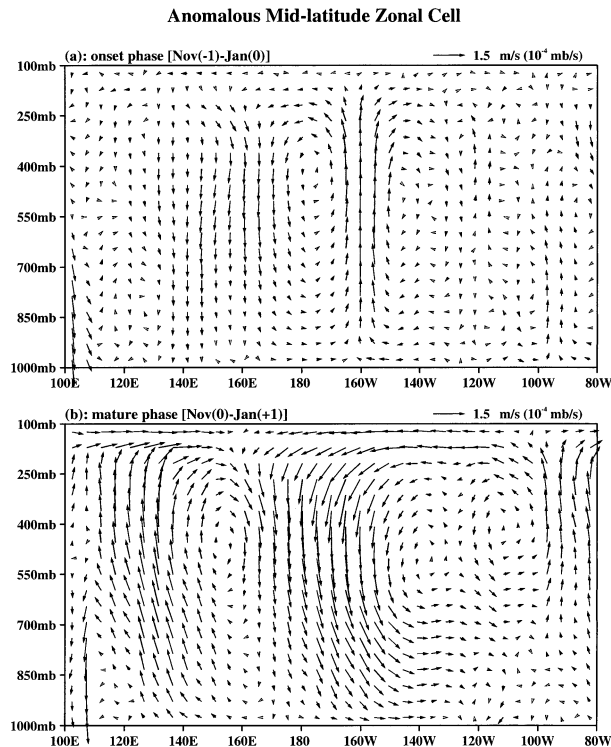 Anomalous Mid-latitude Zonal Cell
(a): onset phase [Nov(-1)-Jan(0)] 1.5 m/s (10⁻⁴ mb/s)
100mb
250mb
400mb
550mb
700mb
850mb
1000mb
100E 120E 140E 160E 180 160W 140W 120W 100W 80W
(b): mature phase [Nov(0)-Jan(+1)] 1.5 m/s (10⁻⁴ mb/s)
100mb
250mb
400mb
550mb
700mb
850mb
1000mb
100E 120E 140E 160E 180 160W 140W 120W 100W 80W